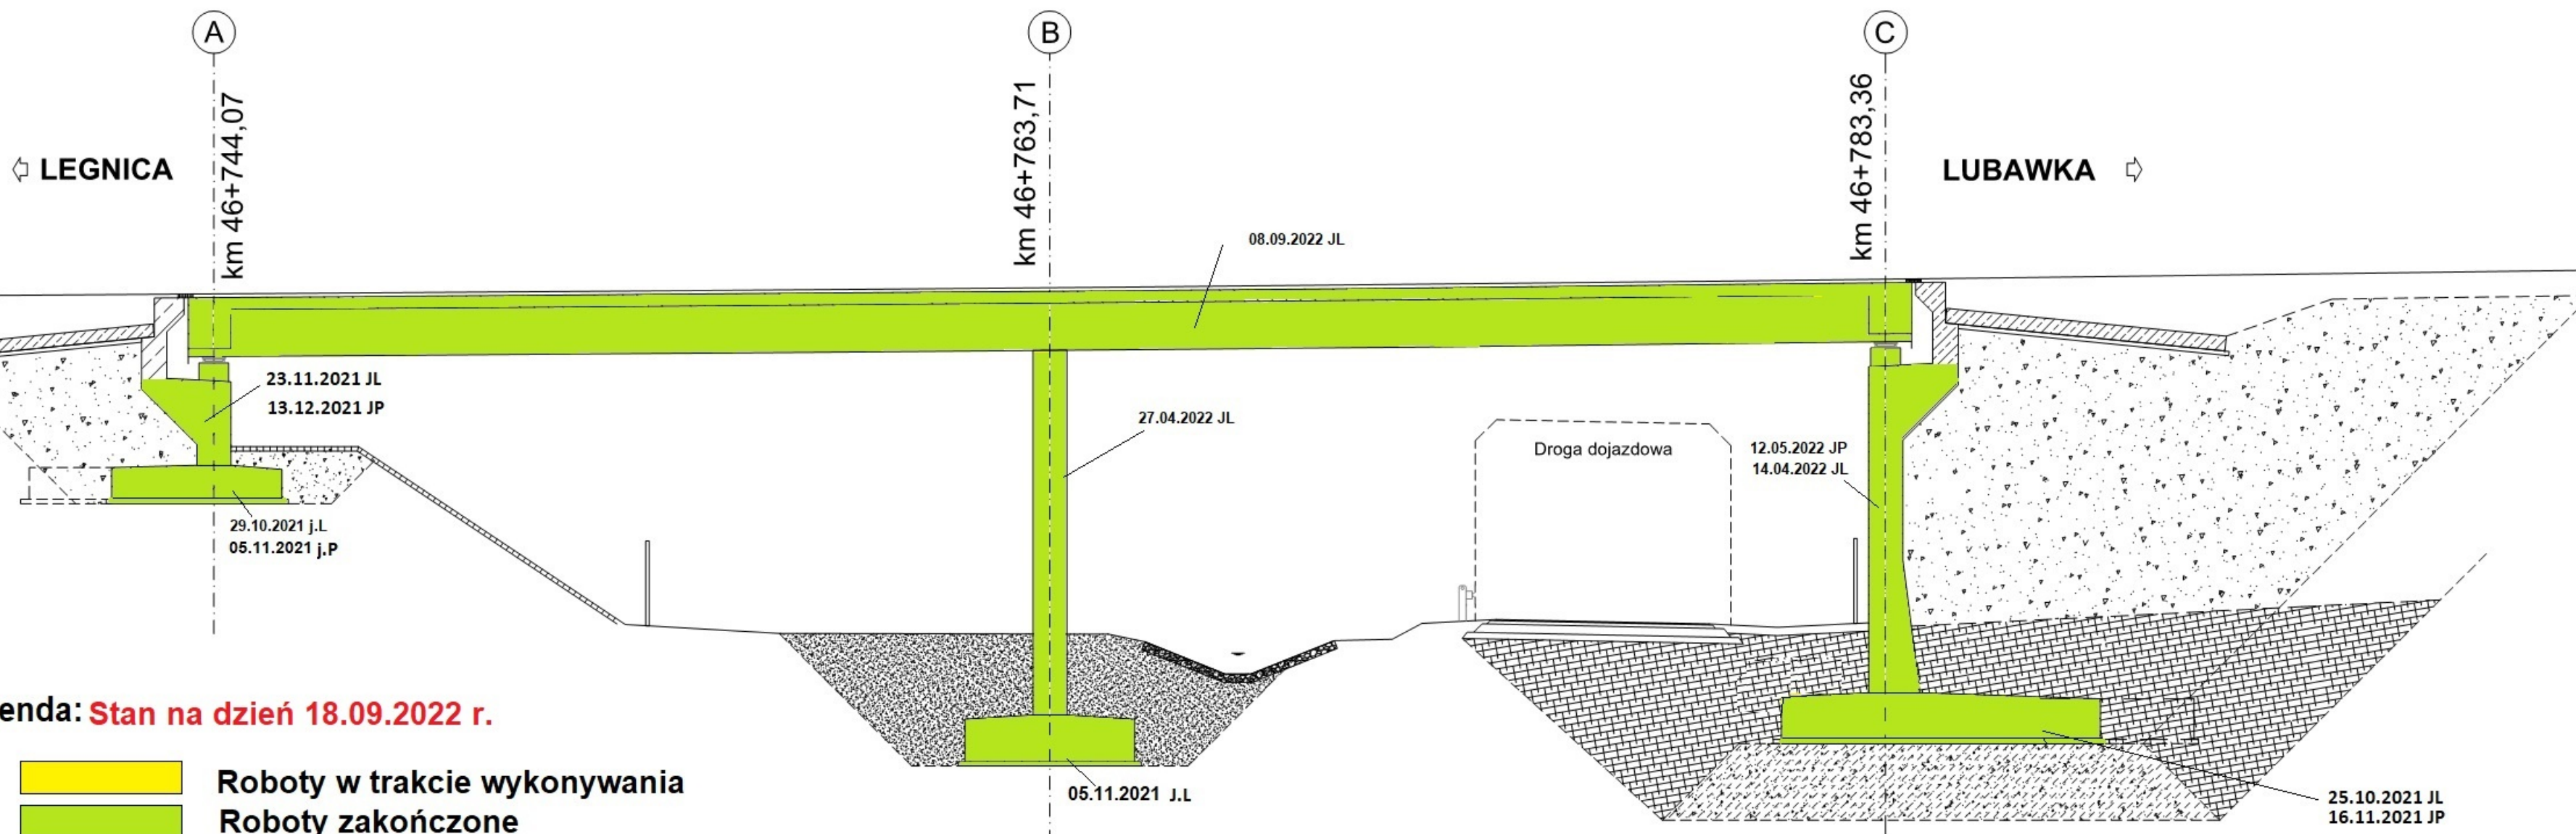 A
B
C
km 46+744,07
km 46+763,71
km 46+783,36
LEGNICA
LUBAWKA
08.09.2022 JL
23.11.2021 JL
13.12.2021 JP
27.04.2022 JL
Droga dojazdowa
12.05.2022 JP
14.04.2022 JL
29.10.2021 j.L
05.11.2021 j.P
enda: Stan na dzień 18.09.2022 r.
Roboty w trakcie wykonywania
Roboty zakończone
05.11.2021 J.L
25.10.2021 JL
16.11.2021 JP